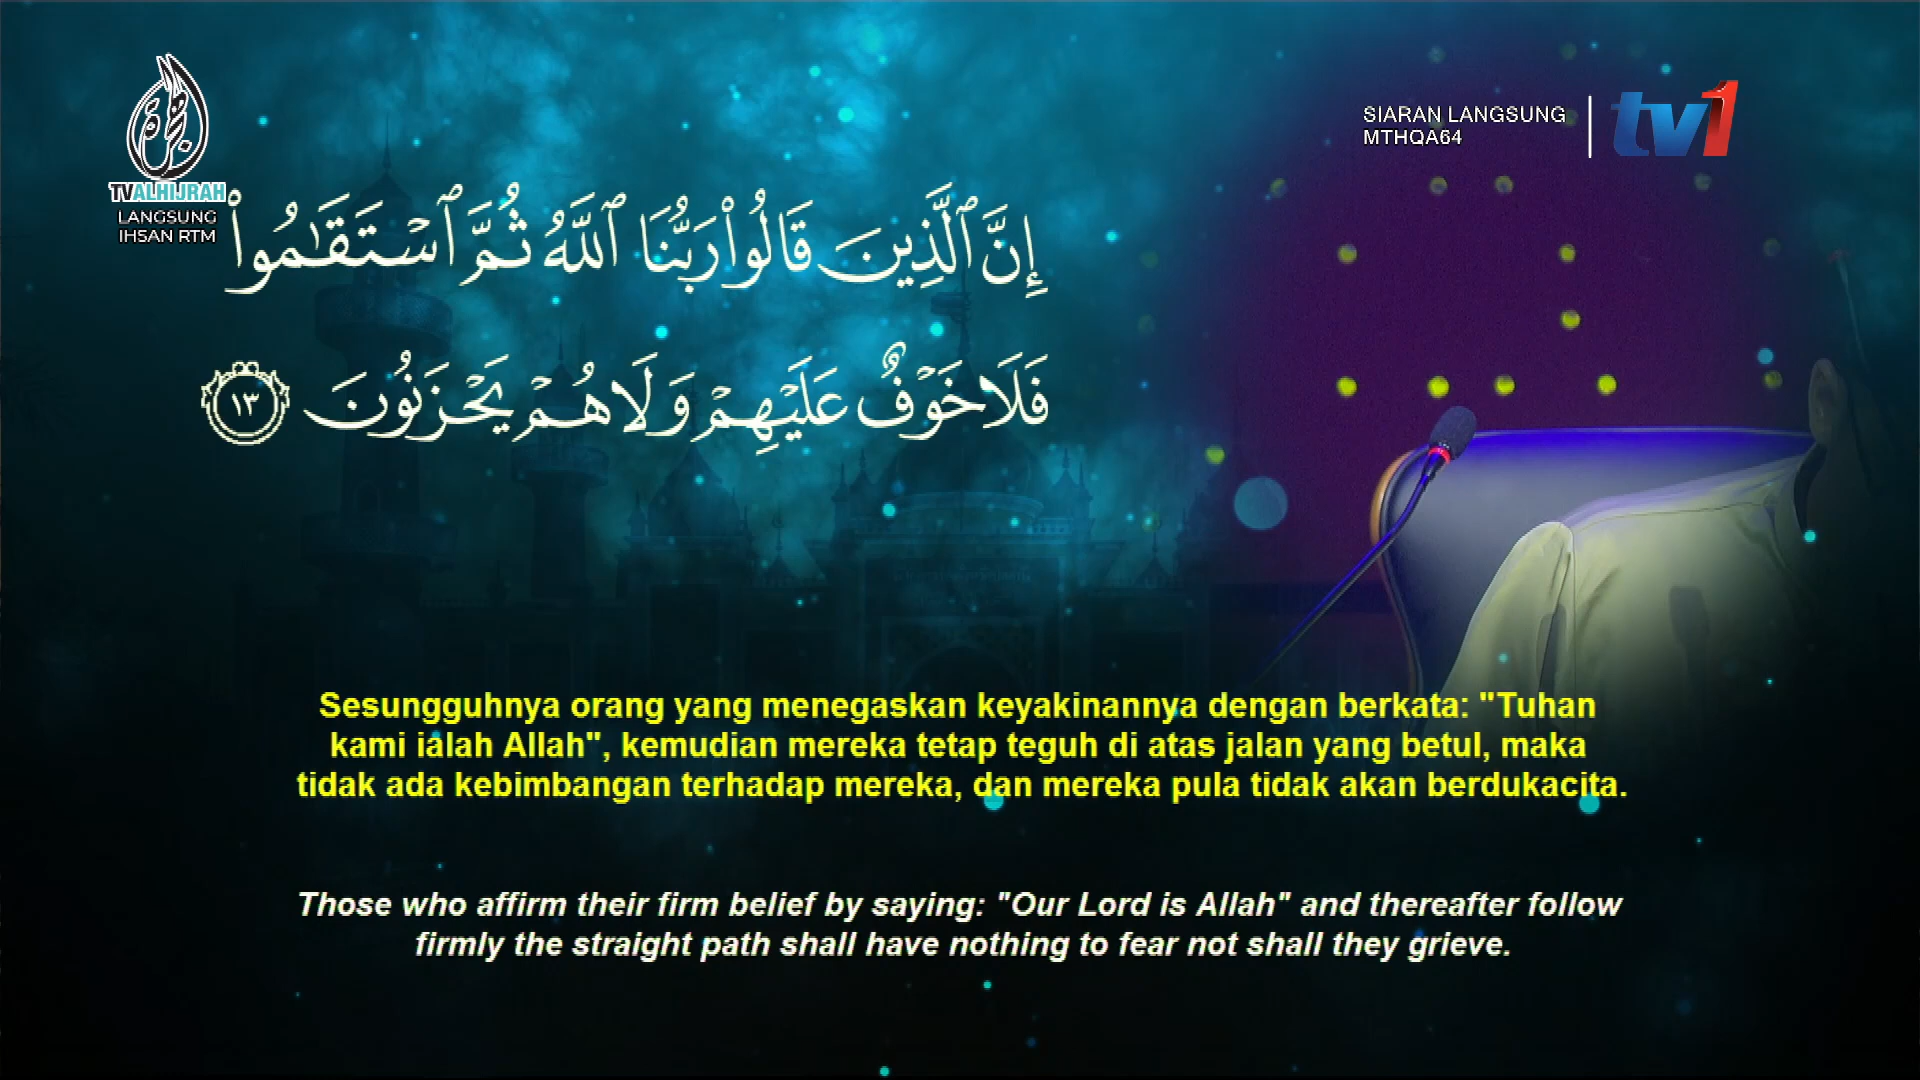 TVALHIJRAH
LANGSUNG
IHSAN RTM
SIARAN LANGSUNG
MTHQA64
tv1
إِنَّ ٱلَّذِينَ قَالُوا۟ رَبُّنَا ٱللَّهُ ثُمَّ ٱسْتَقَـٰمُوا۟
فَلَا خَوْفٌ عَلَيْهِمْ وَلَا هُمْ يَحْزَنُونَ ١٣
Sesungguhnya orang yang menegaskan keyakinannya dengan berkata: "Tuhan
kami ialah Allah", kemudian mereka tetap teguh di atas jalan yang betul, maka
tidak ada kebimbangan terhadap mereka, dan mereka pula tidak akan berdukacita.
Those who affirm their firm belief by saying: "Our Lord is Allah" and thereafter follow
firmly the straight path shall have nothing to fear not shall they grieve.